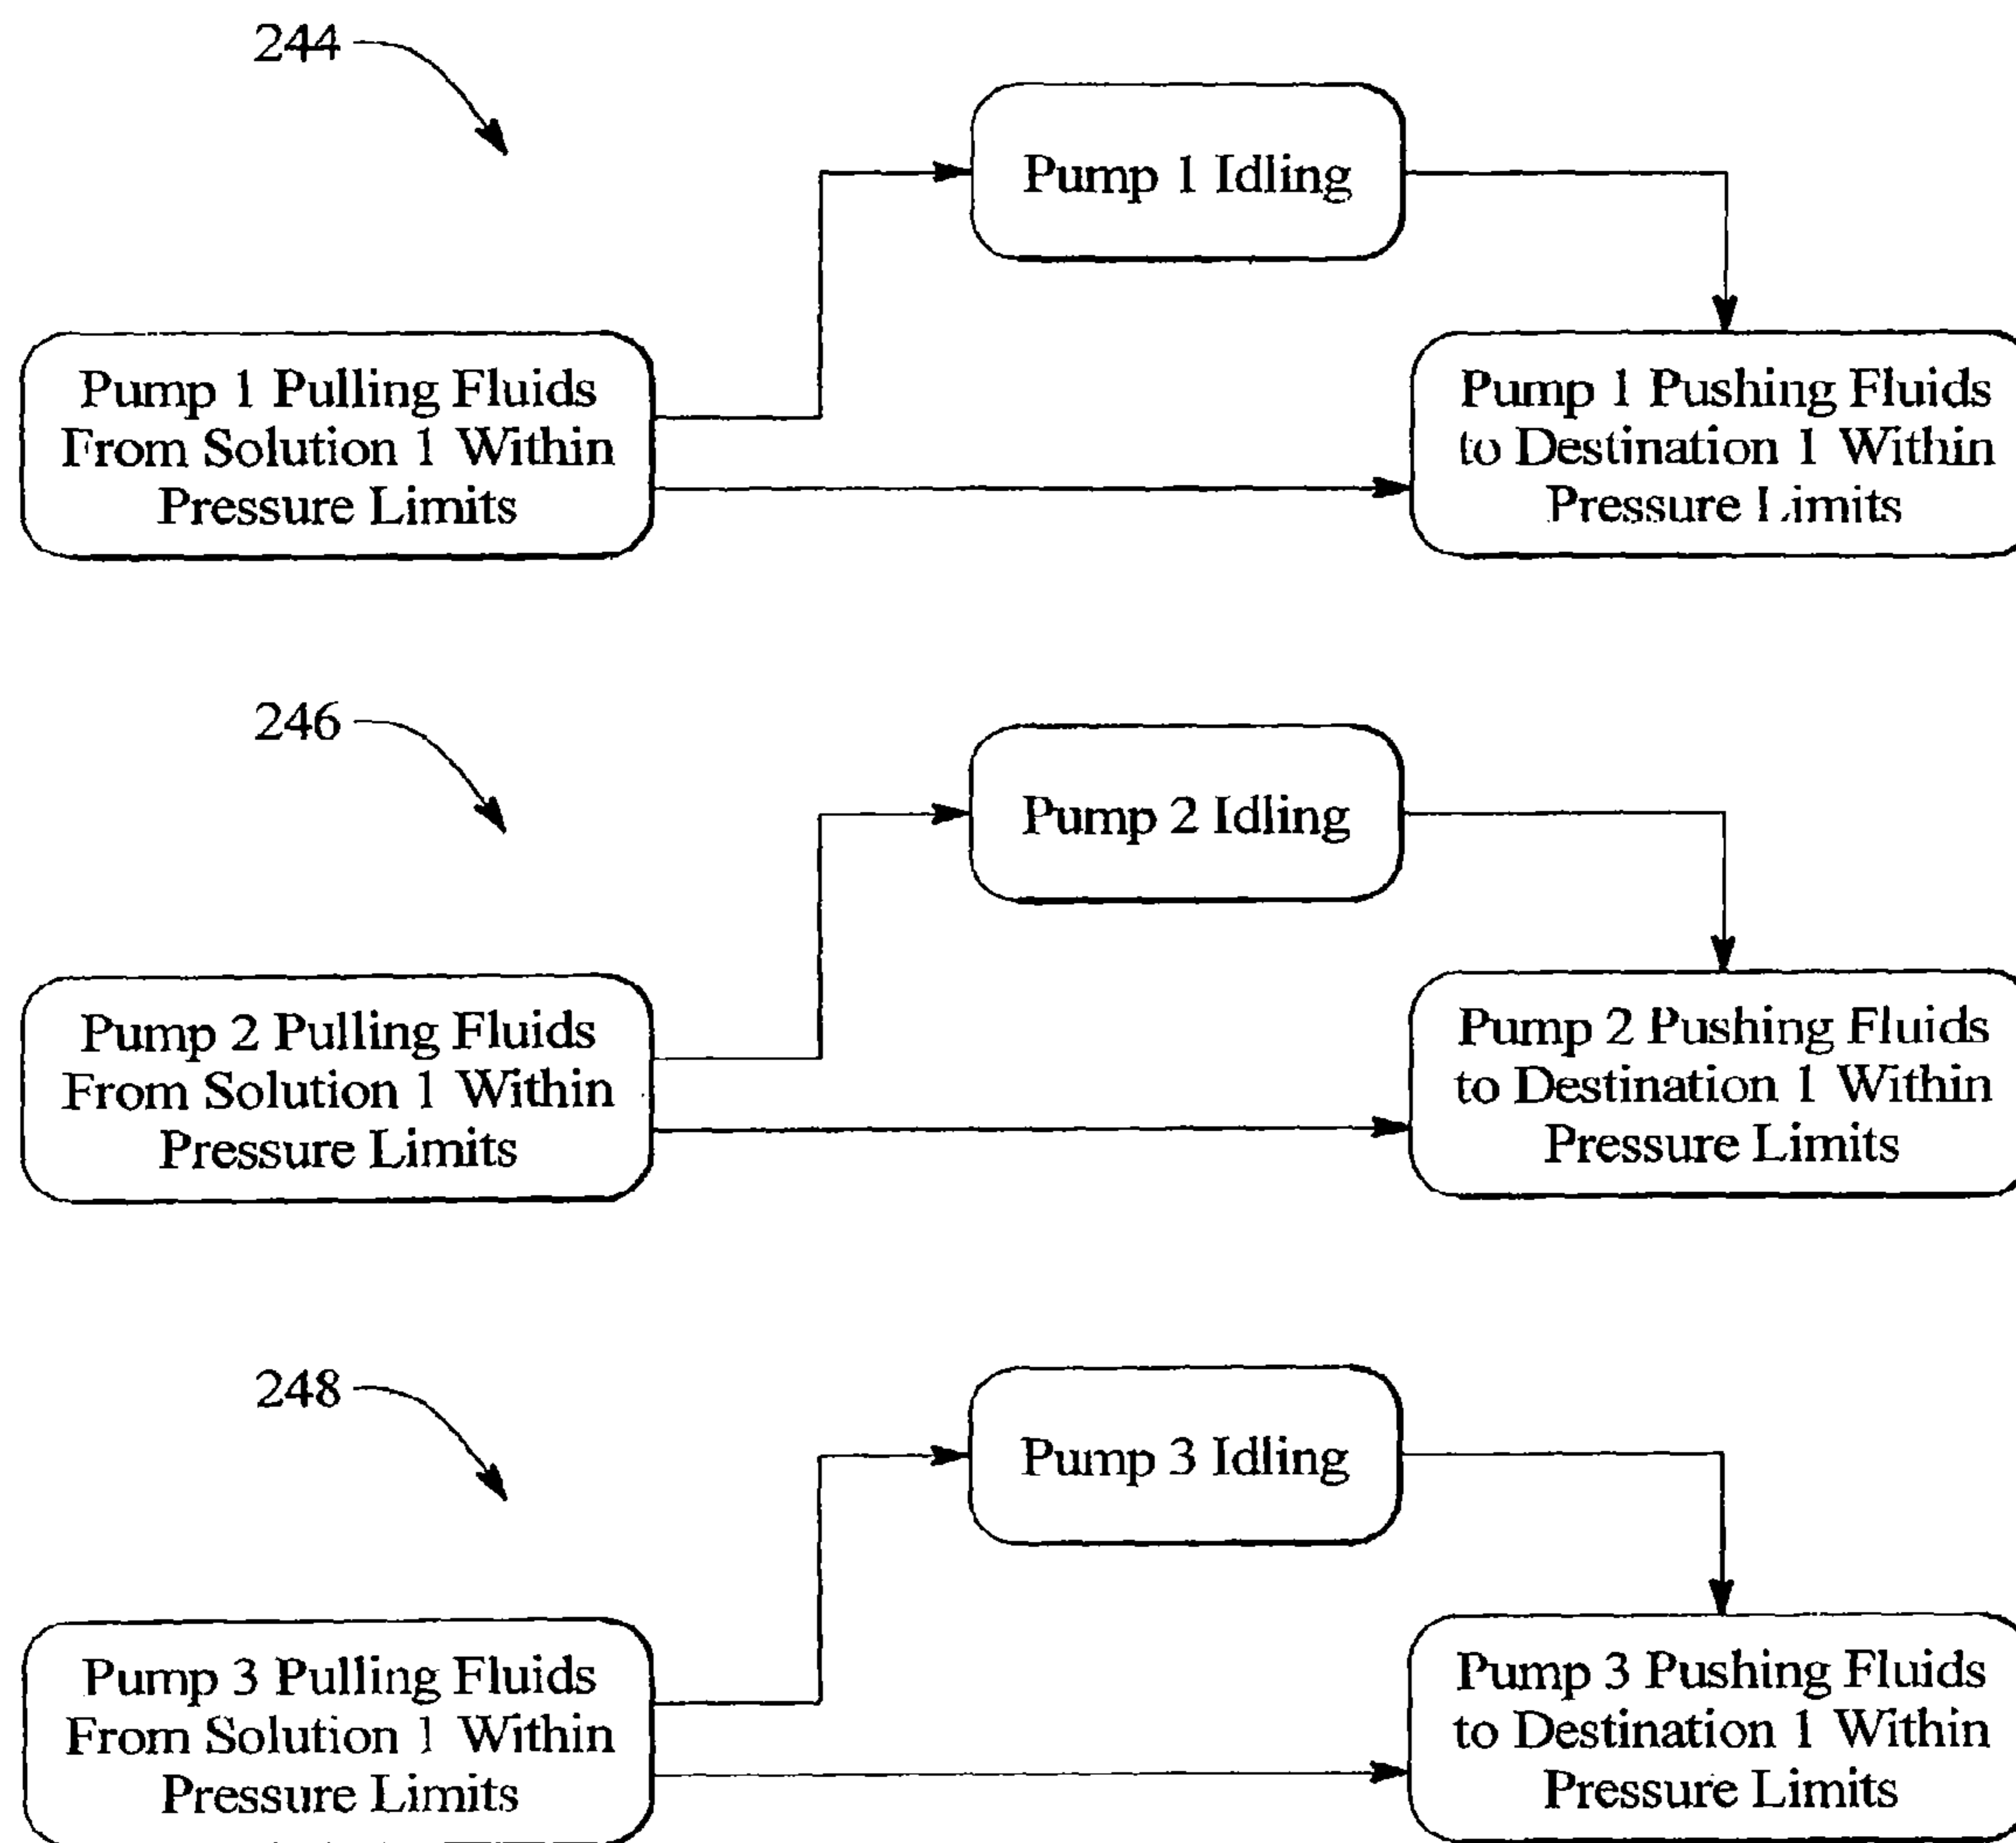 244
Pump 1 Idling
Pump 1 Pulling Fluids
From Solution 1 Within
Pressure Limits
Pump 1 Pushing Fluids
to Destination 1 Within
Pressure Limits
246
Pump 2 Idling
Pump 2 Pulling Fluids
From Solution 1 Within
Pressure Limits
Pump 2 Pushing Fluids
to Destination 1 Within
Pressure Limits
248
Pump 3 Idling
Pump 3 Pulling Fluids
From Solution 1 Within
Pressure Limits
Pump 3 Pushing Fluids
to Destination 1 Within
Pressure Limits